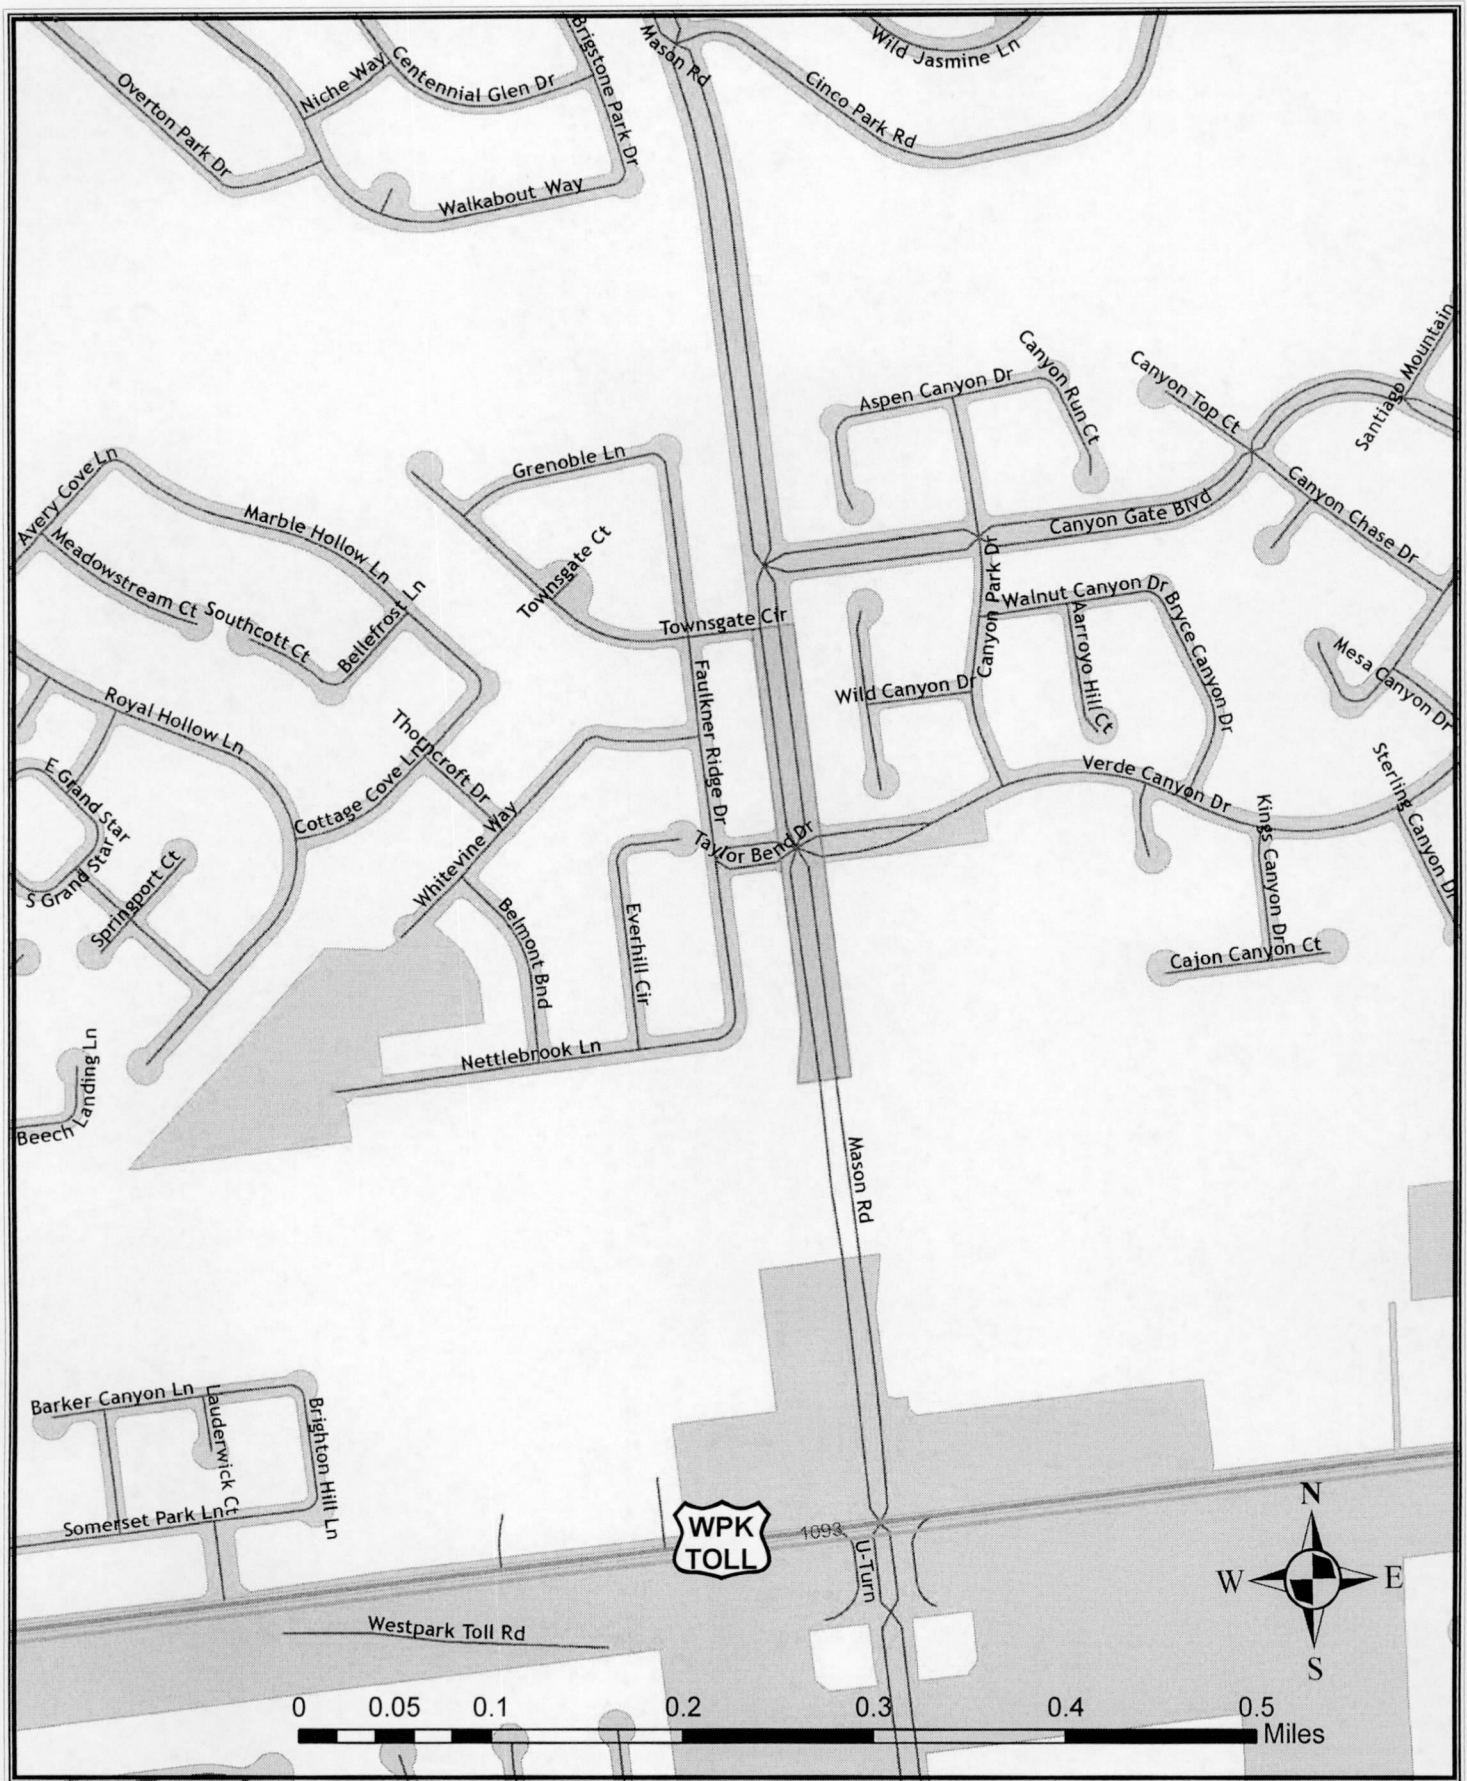 Mason Rd
Brigstone Park Dr
Wild Jasmine Ln
Centennial Glen Dr
Niche Way
Overton Park Dr
Cinco Park Rd
Walkabout Way
Santiago Mountain
Canyon Run Ct
Canyon Top Ct
Aspen Canyon Dr
Grenoble Ln
Avery Cove Ln
Marble Hollow Ln
Canyon Gate Blvd
Canyon Chase Dr
Meadowstream Ct
Townsgate Ct
Southcott Ct
Bellefrost Ln
Townsgate Cir
Canyon Park Dr
Walnut Canyon Dr
Bryce Canyon Dr
Aarroyo Hill Ct
Mesa Canyon Dr
Wild Canyon Dr
Royal Hollow Ln
Thorncroft Dr
Faulkner Ridge Dr
Cottage Cove Ln
E Grand Star
S Grand Star
Springport Ct
Whitevine Way
Taylor Bend Dr
Verde Canyon Dr
Sterling Canyon Dr
Kings Canyon Dr
Cajon Canyon Ct
Belmont Bnd
Everhill Cir
Nettlebrook Ln
Beech Landing Ln
Mason Rd
Barker Canyon Ln
Lauderwick Ct
Brighton Hill Ln
Somerset Park Ln
WPK
TOLL
1093
U-Turn
Westpark Toll Rd
N
W
E
S
0 0.05 0.1 0.2 0.3 0.4 0.5
Miles